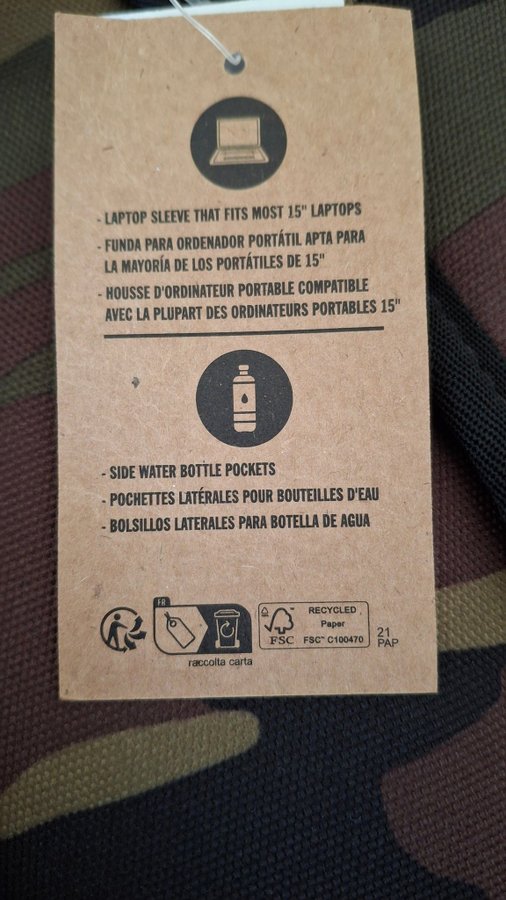 - LAPTOP SLEEVE THAT FITS MOST 15" LAPTOPS
- FUNDA PARA ORDENADOR PORTÁTIL APTA PARA
LA MAYORÍA DE LOS PORTÁTILES DE 15"
- HOUSSE D'ORDINATEUR PORTABLE COMPATIBLE
AVEC LA PLUPART DES ORDINATEURS PORTABLES 15"
- SIDE WATER BOTTLE POCKETS
- POCHETTES LATÉRALES POUR BOUTEILLES D'EAU
- BOLSILLOS LATERALES PARA BOTELLA DE AGUA
FR
raccolta carta
FSC
RECYCLED
Paper
FSC™ C100470
21
PAP